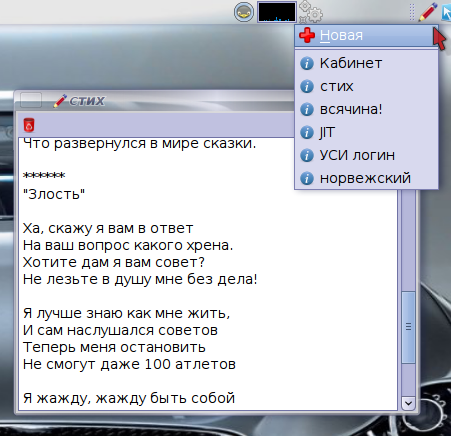 Новая
Кабинет
стих
всячина!
JIT
УСИ логин
норвежский
стих
Что развернулся в мире сказки.
******
"Злость"
Ха, скажу я вам в ответ
На ваш вопрос какого хрена.
Хотите дам я вам совет?
Не лезьте в душу мне без дела!
Я лучше знаю как мне жить,
И сам наслушался советов
Теперь меня остановить
Не смогут даже 100 атлетов
Я жажду, жажду быть собой